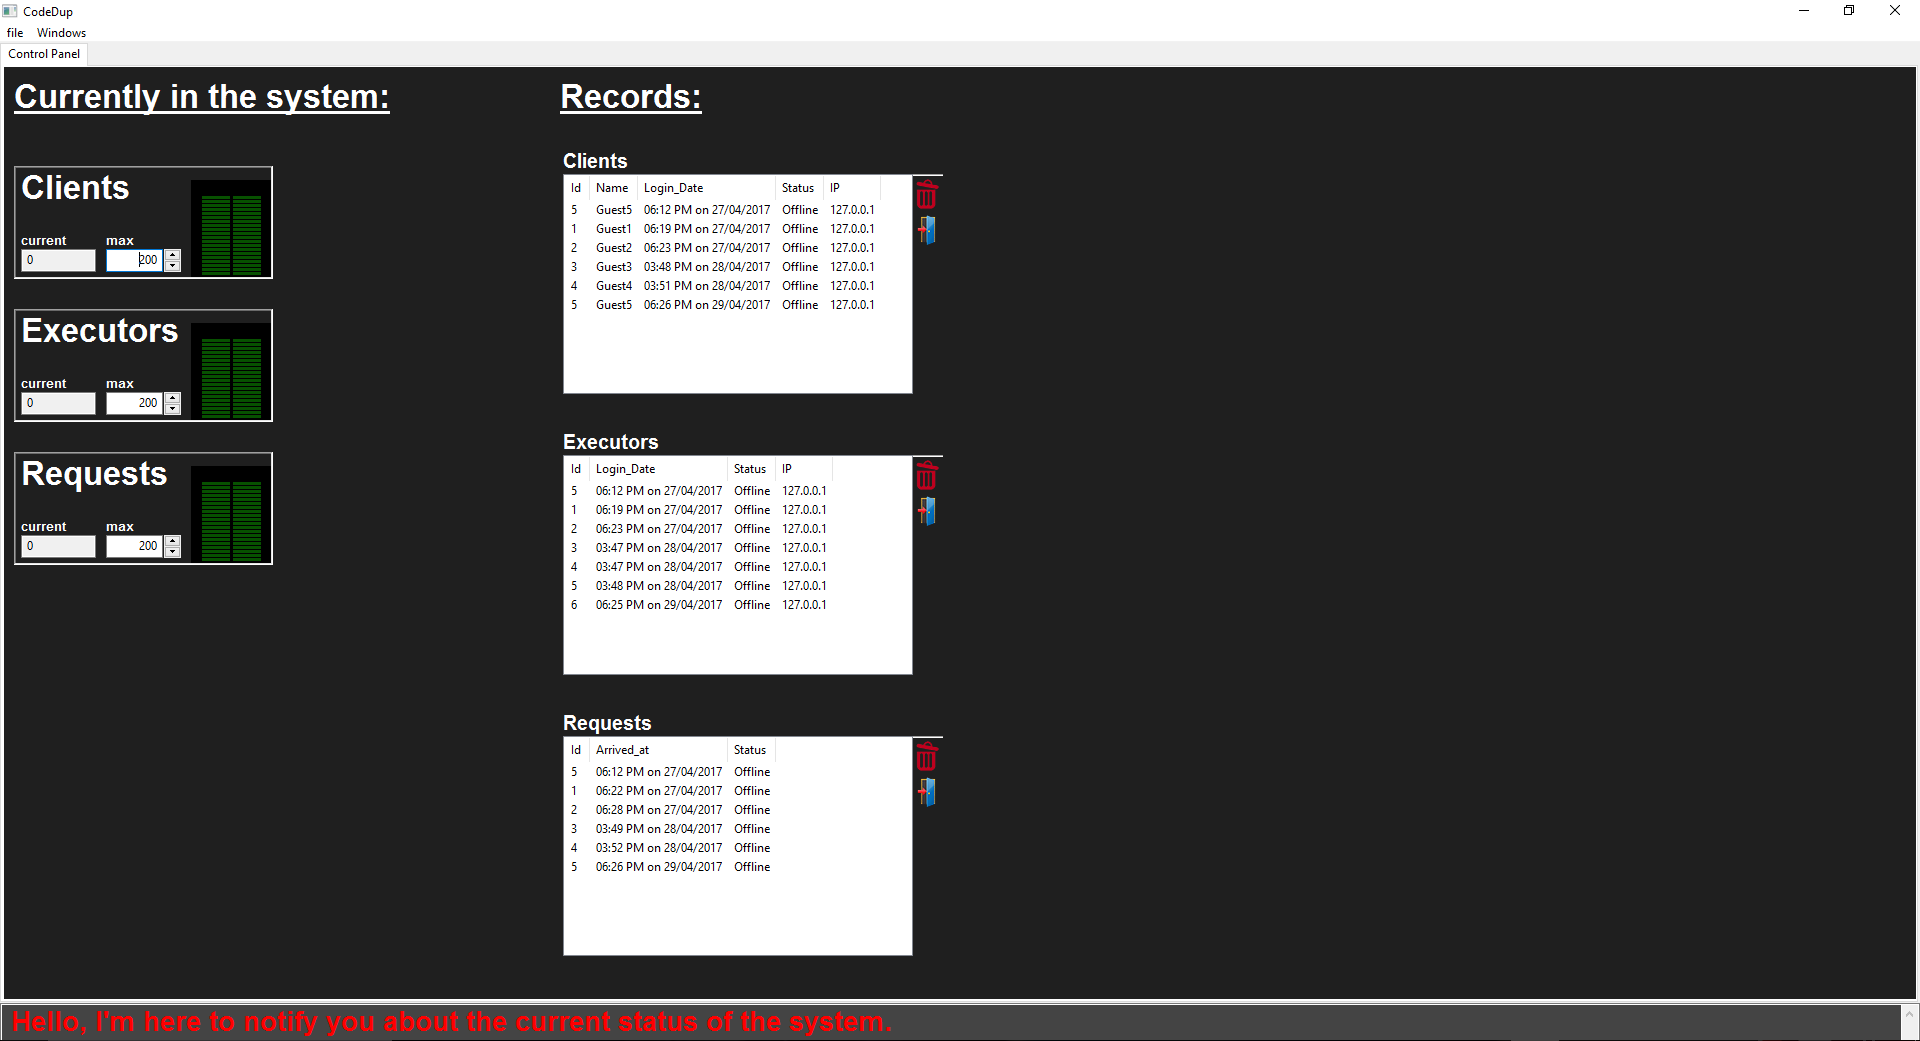 CodeDup
file Windows
Control Panel
Currently in the system:
Clients
current max
0 200
Executors
current max
0 200
Requests
current max
0 200
Records:
Clients
Id Name Login_Date Status IP
5 Guest5 06:12 PM on 27/04/2017 Offline 127.0.0.1
1 Guest1 06:19 PM on 27/04/2017 Offline 127.0.0.1
2 Guest2 06:23 PM on 27/04/2017 Offline 127.0.0.1
3 Guest3 03:48 PM on 28/04/2017 Offline 127.0.0.1
4 Guest4 03:51 PM on 28/04/2017 Offline 127.0.0.1
5 Guest5 06:26 PM on 29/04/2017 Offline 127.0.0.1
Executors
Id Login_Date Status IP
5 06:12 PM on 27/04/2017 Offline 127.0.0.1
1 06:19 PM on 27/04/2017 Offline 127.0.0.1
2 06:23 PM on 27/04/2017 Offline 127.0.0.1
3 03:47 PM on 28/04/2017 Offline 127.0.0.1
4 03:47 PM on 28/04/2017 Offline 127.0.0.1
5 03:48 PM on 28/04/2017 Offline 127.0.0.1
6 06:25 PM on 29/04/2017 Offline 127.0.0.1
Requests
Id Arrived_at Status
5 06:12 PM on 27/04/2017 Offline
1 06:22 PM on 27/04/2017 Offline
2 06:28 PM on 27/04/2017 Offline
3 03:49 PM on 28/04/2017 Offline
4 03:52 PM on 28/04/2017 Offline
5 06:26 PM on 29/04/2017 Offline
Hello, I'm here to notify you about the current status of the system.